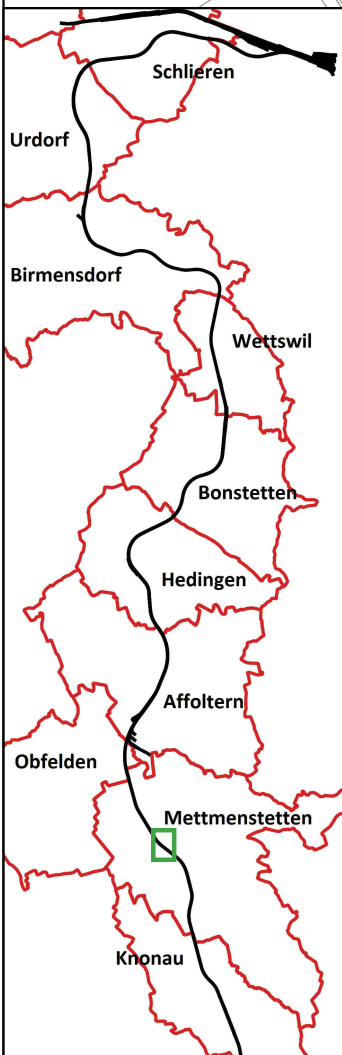 Schlieren
Urdorf
Birmensdorf
Wettswil
Bonstetten
Hedingen
Affoltern
Obfelden
Mettmenstetten
Knonau